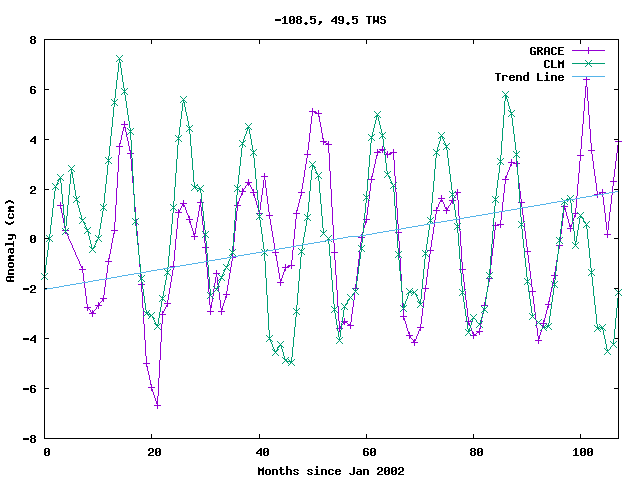 -108.5, 49.5 TWS
GRACE
CLM
Trend Line
8
6
4
2
0
-2
-4
-6
-8
Anomaly (cm)
0 20 40 60 80 100
Months since Jan 2002